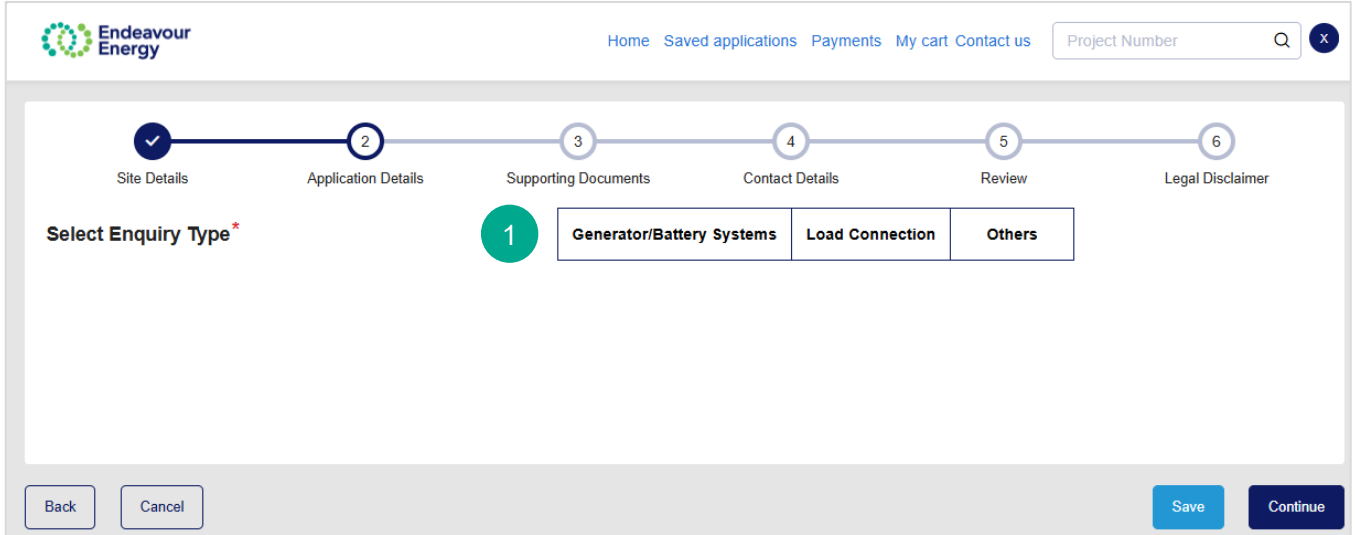 Endeavour
Energy
Home Saved applications Payments My cart Contact us Project Number X
2 3 4 5 6
Site Details Application Details Supporting Documents Contact Details Review Legal Disclaimer
Select Enquiry Type* 1 Generator/Battery Systems Load Connection Others
Back Cancel Save Continue